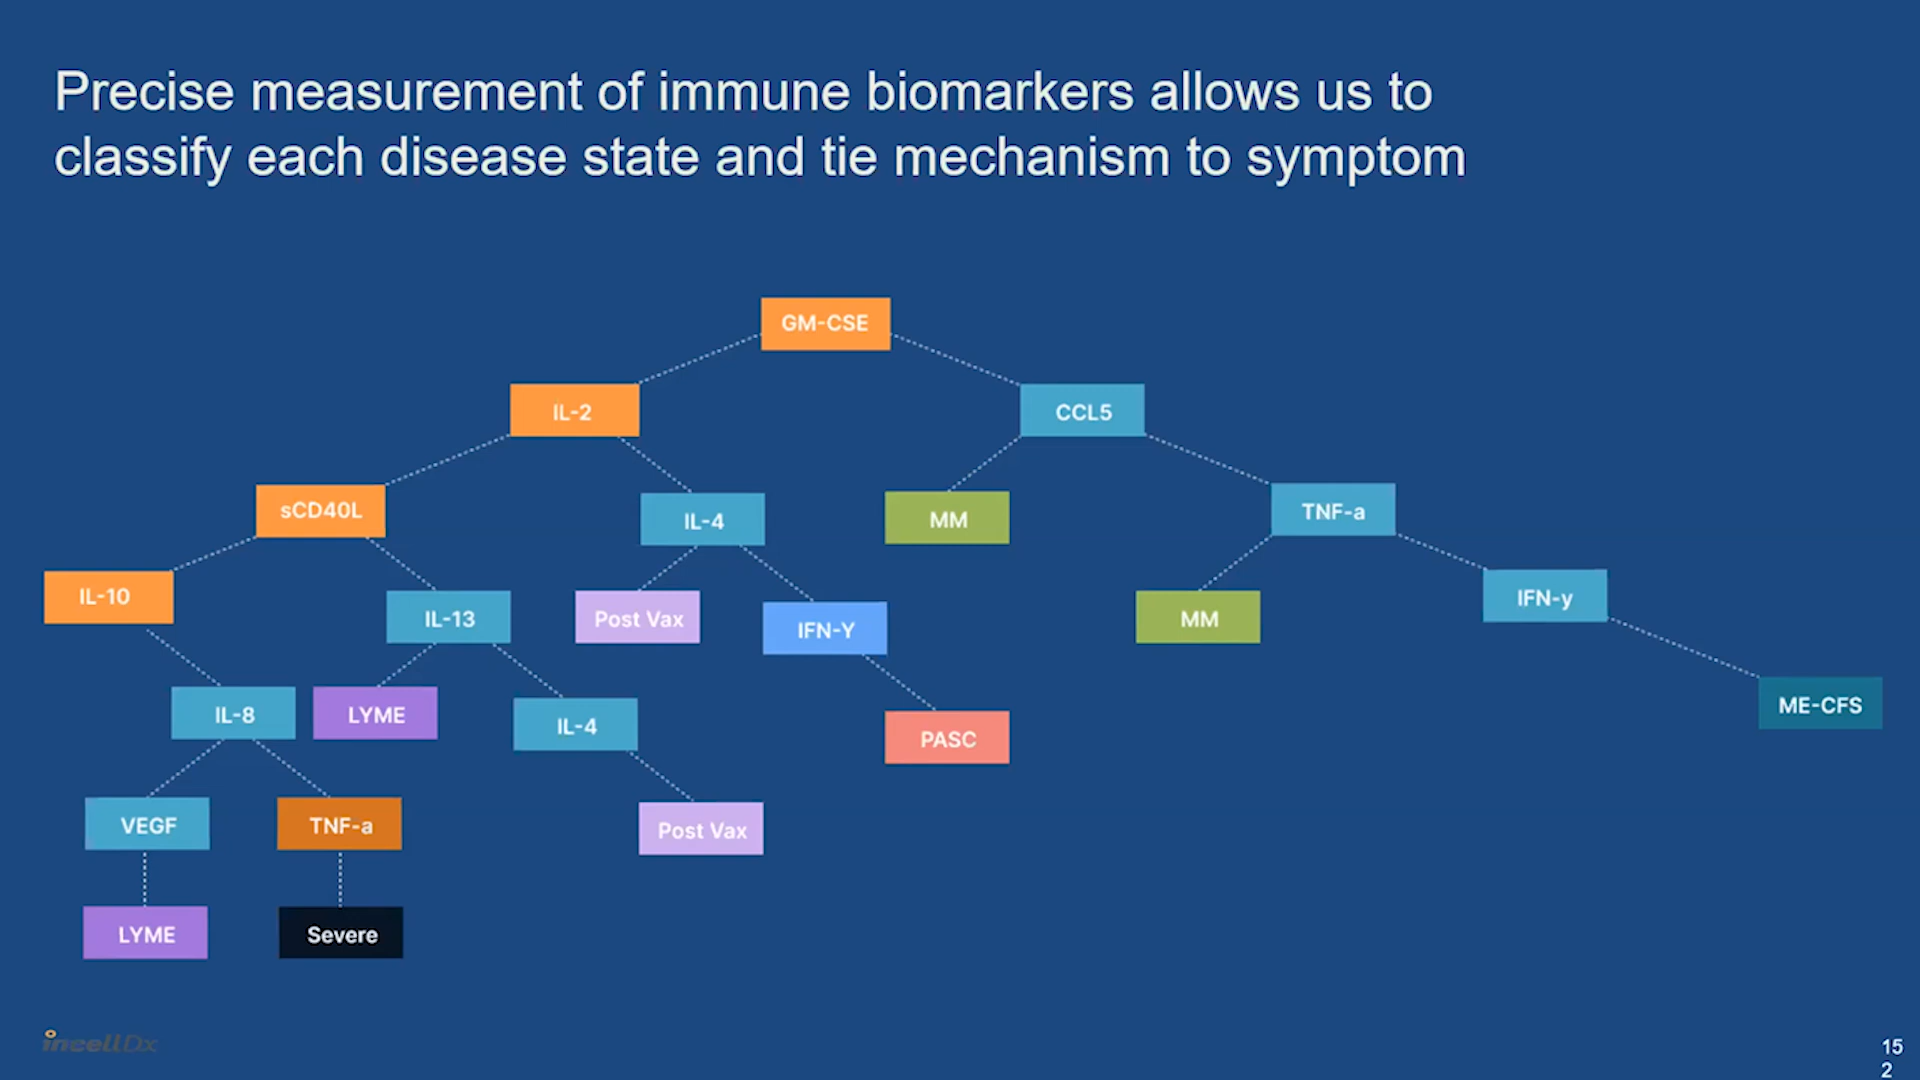 Precise measurement of immune biomarkers allows us to
classify each disease state and tie mechanism to symptom
GM-CSE
IL-2
CCL5
sCD40L
IL-4
MM
TNF-a
IL-10
IL-13
Post Vax
IFN-Y
MM
IFN-y
IL-8
LYME
IL-4
PASC
ME-CFS
VEGF
TNF-a
Post Vax
LYME
Severe
incellDx
15
2